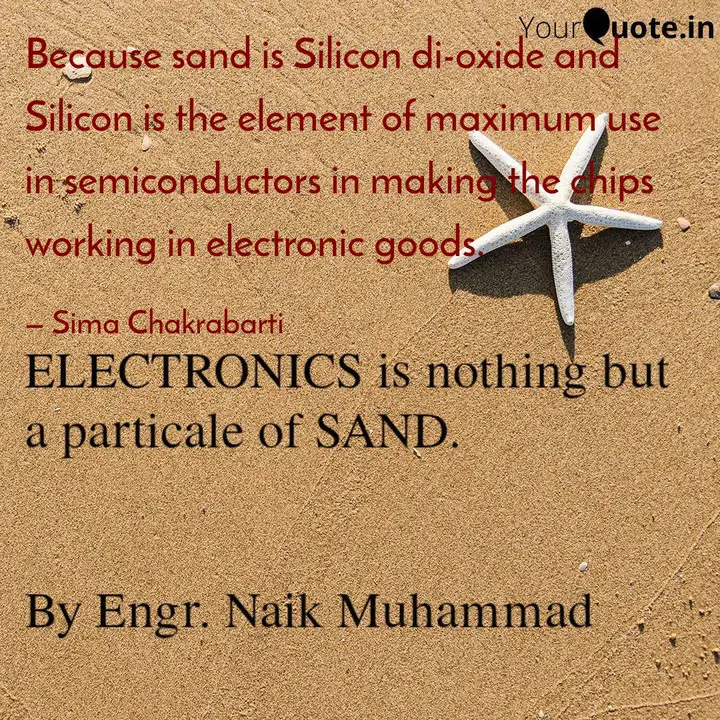 YourQuote.in
Because sand is Silicon di-oxide and
Silicon is the element of maximum use
in semiconductors in making the chips
working in electronic goods.
– Sima Chakrabarti
ELECTRONICS is nothing but
a particale of SAND.
By Engr. Naik Muhammad